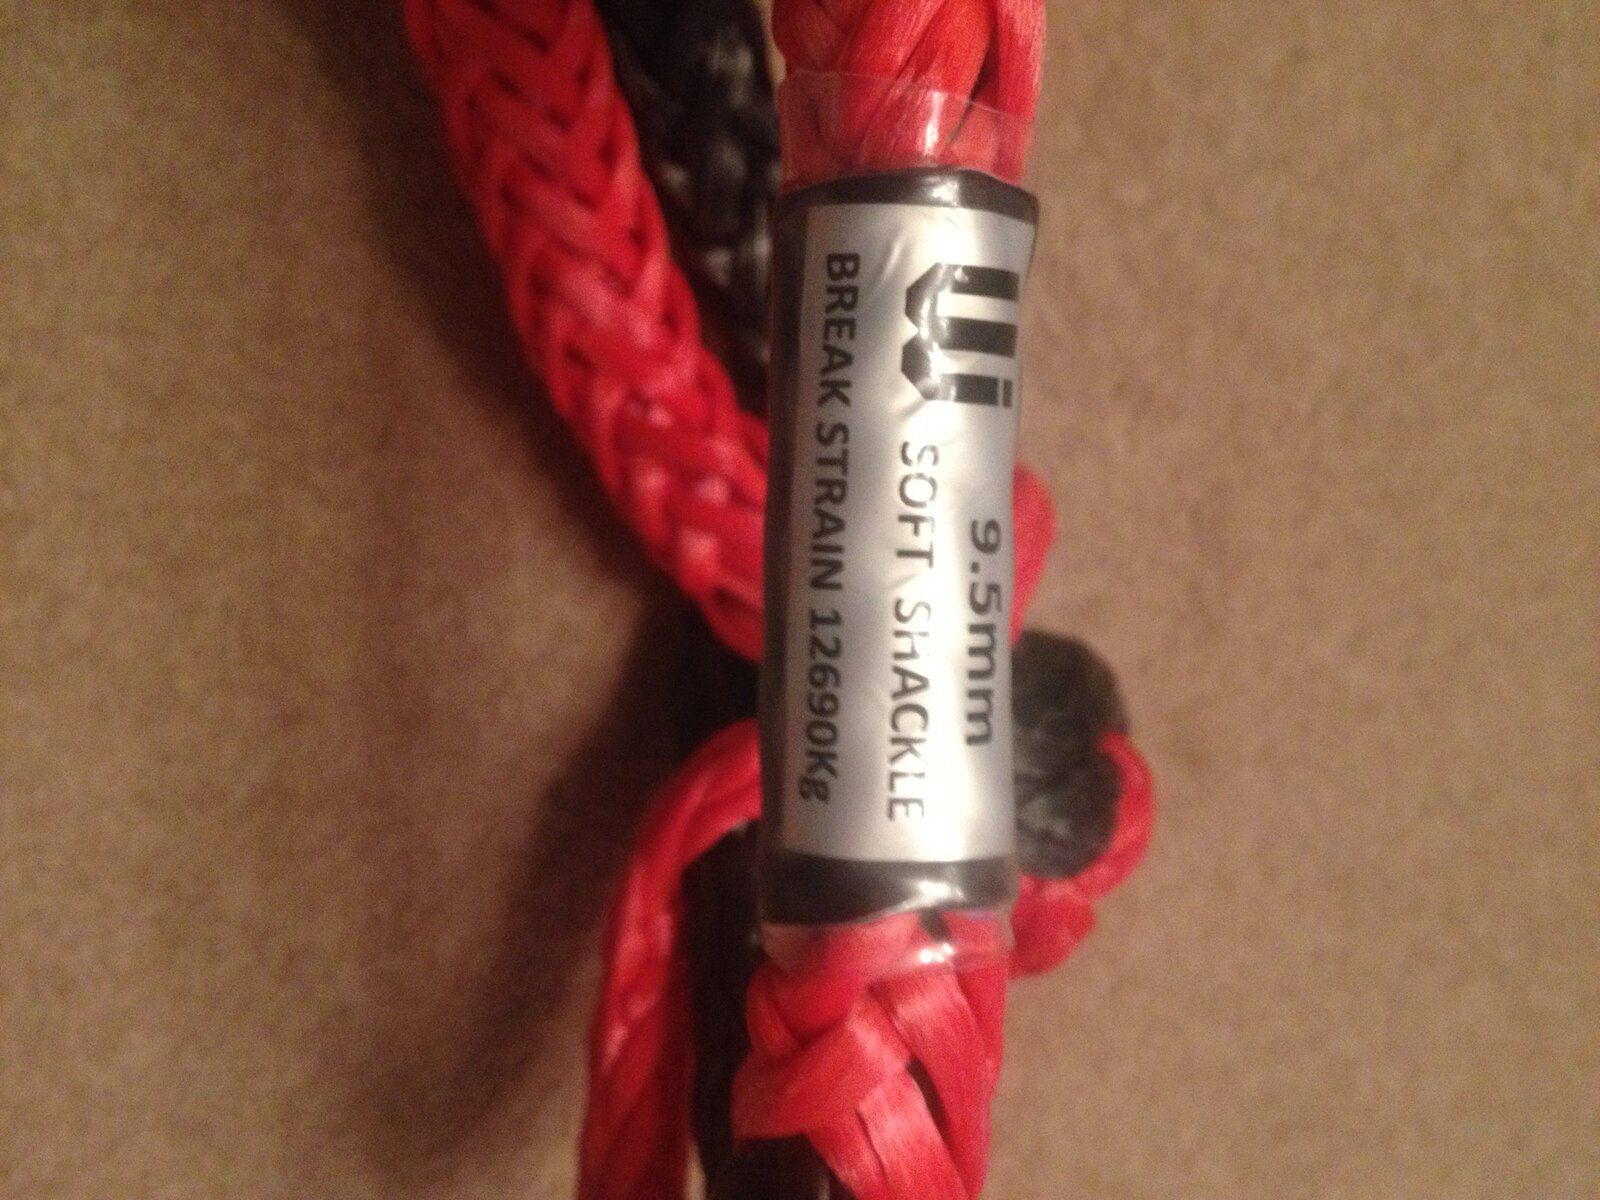 9.5mm
SOFT SHACKLE
BREAK STRAIN 12690Kg